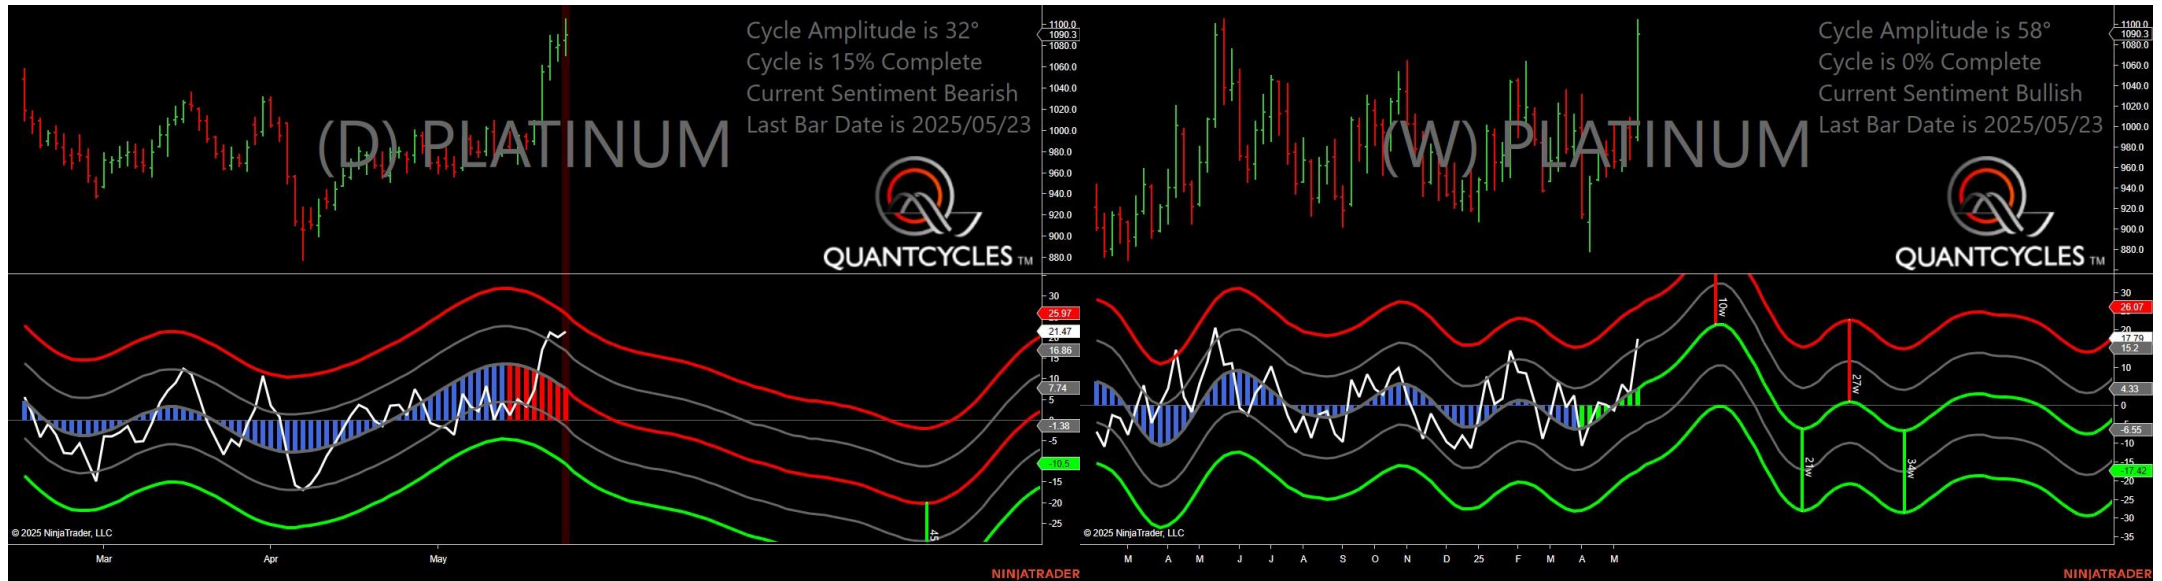 Cycle Amplitude is 32°
Cycle is 15% Complete
Current Sentiment Bearish
Last Bar Date is 2025/05/23
(D) PLATINUM
QUANTCYCLES TM
1100.0
1090.3
1080.0
1060.0
1040.0
1020.0
1000.0
980.0
960.0
940.0
920.0
900.0
880.0
30
25.97
21.47
16.86
15
10
7.74
5
0
-1.38
-5
-10.5
-15
-20
-25
45
© 2025 NinjaTrader, LLC
Mar
Apr
May
NINJATRADER
Cycle Amplitude is 58°
Cycle is 0% Complete
Current Sentiment Bullish
Last Bar Date is 2025/05/23
(W) PLATINUM
QUANTCYCLES TM
1100.0
1090.3
1080.0
1060.0
1040.0
1020.0
1000.0
980.0
960.0
940.0
920.0
900.0
880.0
30
26.07
20
17.79
15.2
10
4.33
0
-6.55
-10
-15
-17.42
-20
-25
-30
-35
10w
27w
21w
34w
© 2025 NinjaTrader, LLC
M
A
M
J
J
A
S
O
N
D
25
F
M
A
M
NINJATRADER